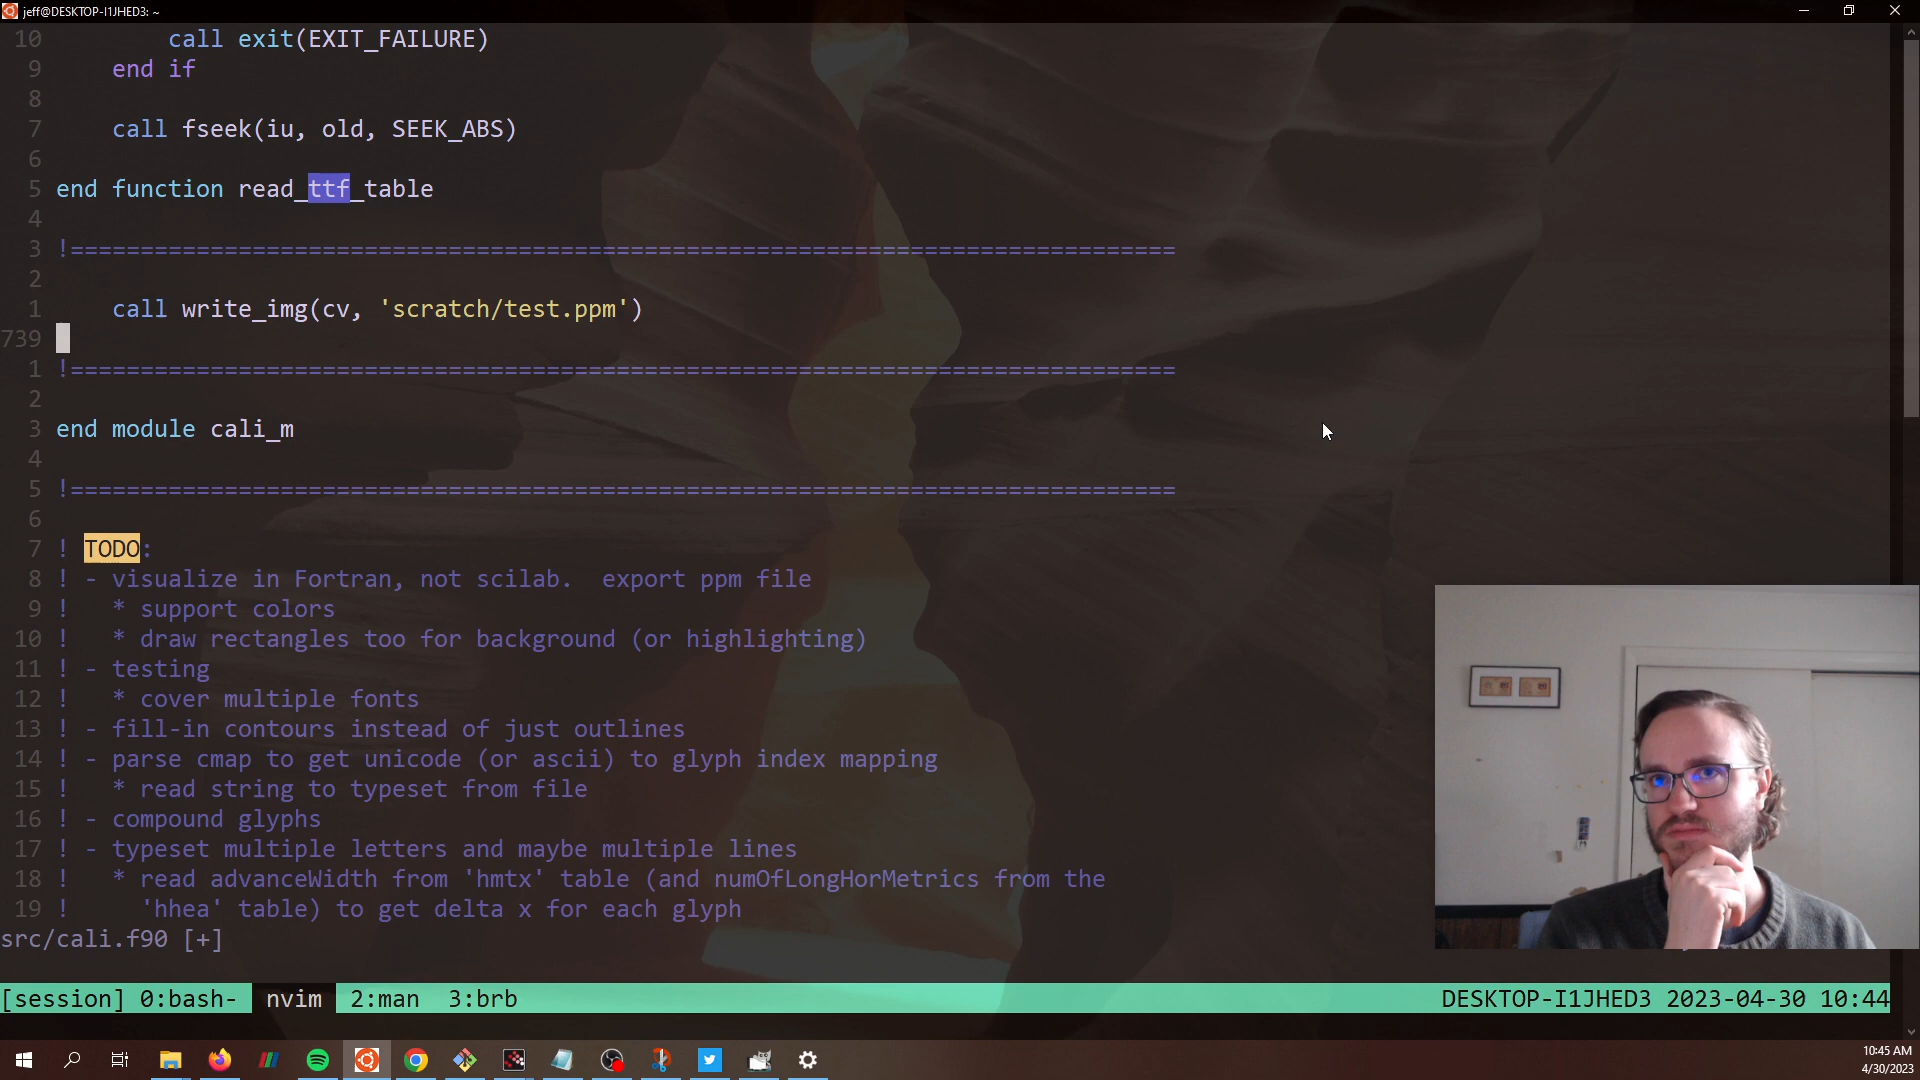 jeff@DESKTOP-I1JHED3: ~
10 call exit(EXIT_FAILURE)
9 end if
8
7 call fseek(iu, old, SEEK_ABS)
6
5 end function read_ttf_table
4
3 !===============================================================================
2
1 call write_img(cv, 'scratch/test.ppm')
739
1 !===============================================================================
2
3 end module cali_m
4
5 !===============================================================================
6
7 ! TODO:
8 ! - visualize in Fortran, not scilab.  export ppm file
9 !   * support colors
10 !   * draw rectangles too for background (or highlighting)
11 ! - testing
12 !   * cover multiple fonts
13 ! - fill-in contours instead of just outlines
14 ! - parse cmap to get unicode (or ascii) to glyph index mapping
15 !   * read string to typeset from file
16 ! - compound glyphs
17 ! - typeset multiple letters and maybe multiple lines
18 !   * read advanceWidth from 'hmtx' table (and numOfLongHorMetrics from the
19 !     'hhea' table) to get delta x for each glyph
src/cali.f90 [+]
[session] 0:bash- nvim 2:man 3:brb DESKTOP-I1JHED3 2023-04-30 10:44
10:45 AM
4/30/2023